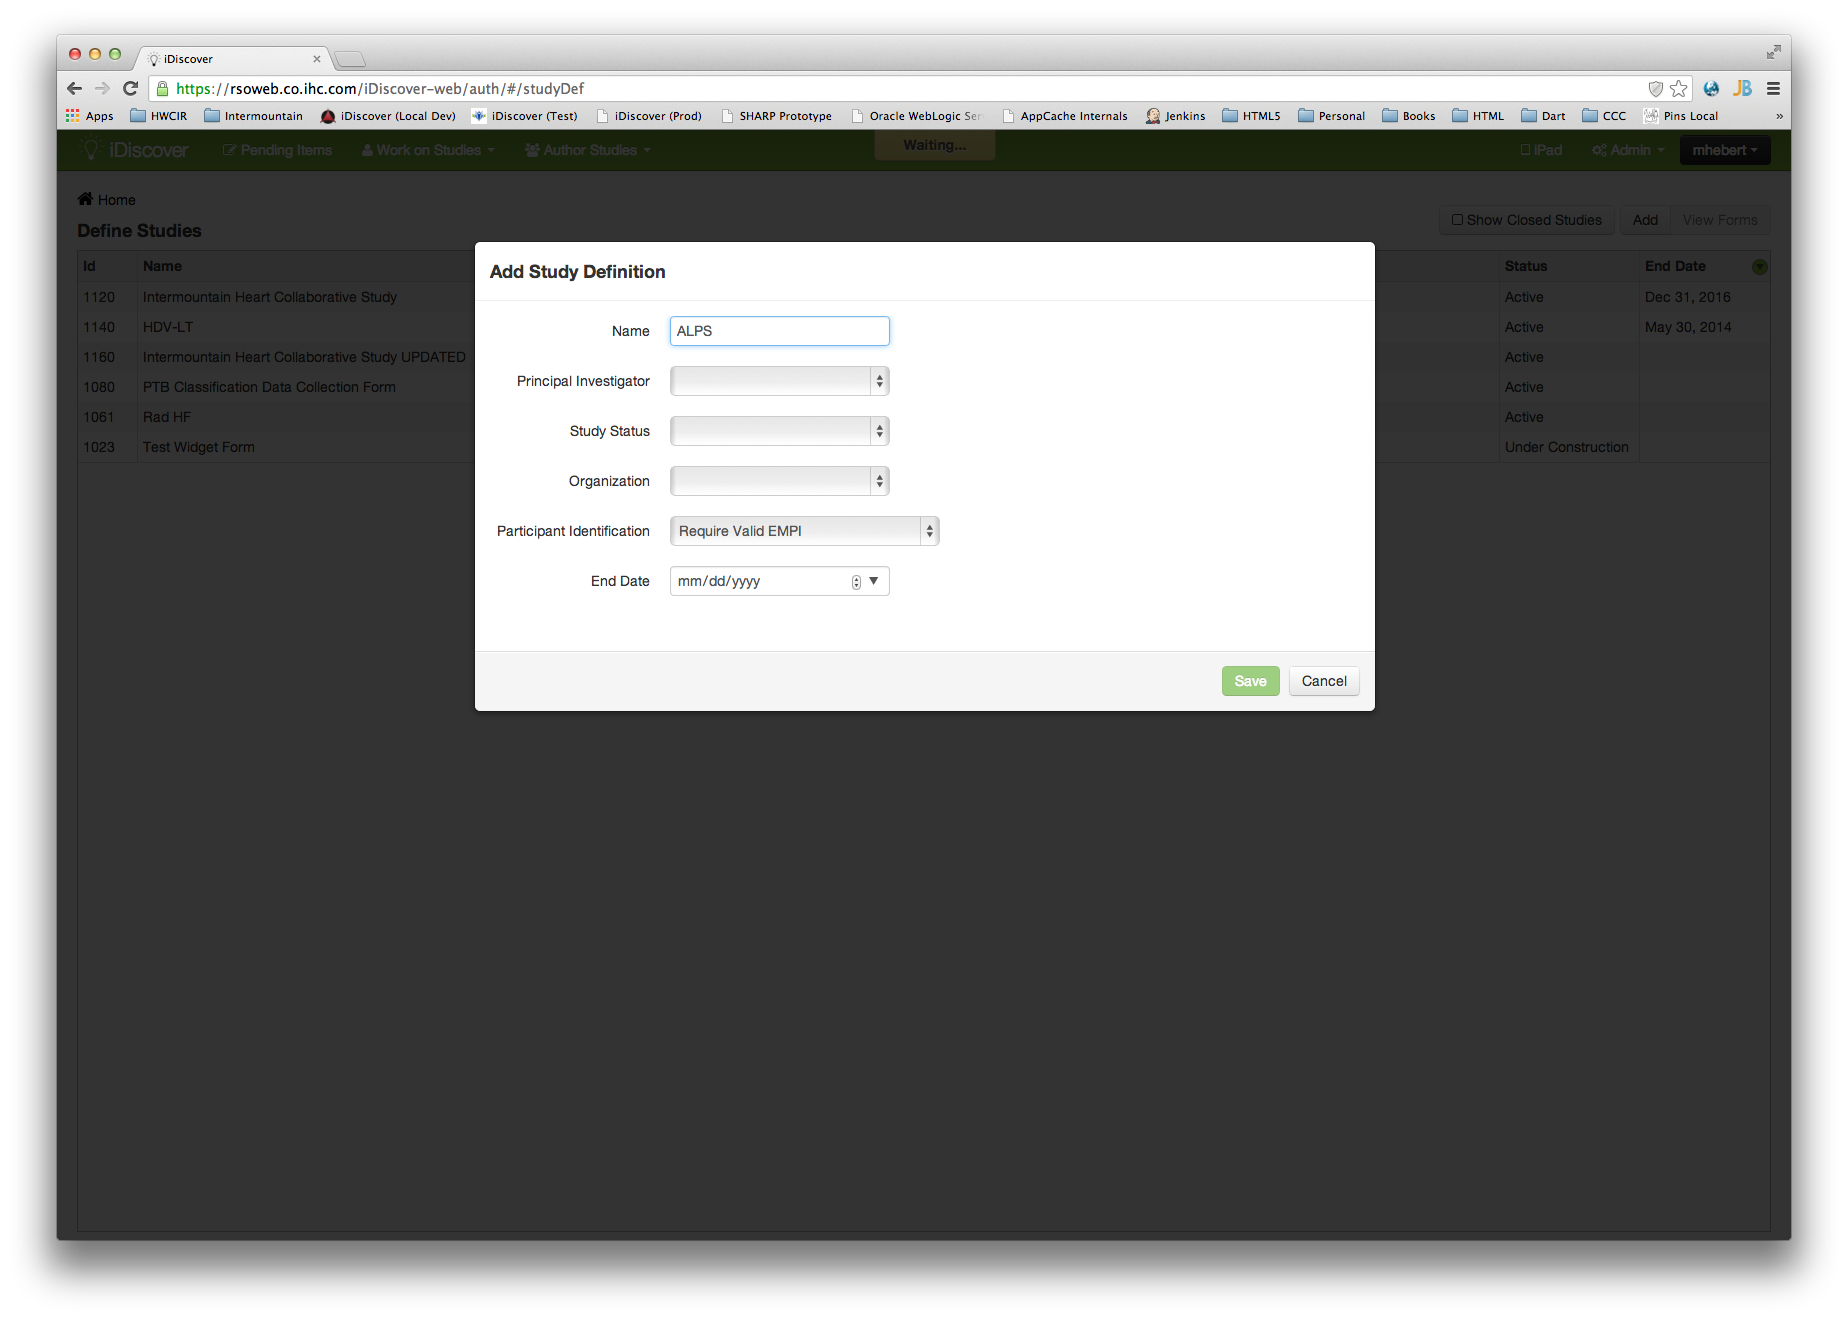 iDiscover
https://rsoweb.co.ihc.com/iDiscover-web/auth/#/studyDef
JB
Apps HWCIR Intermountain iDiscover (Local Dev) iDiscover (Test) iDiscover (Prod) SHARP Prototype Oracle WebLogic Ser AppCache Internals Jenkins HTML5 Personal Books HTML Dart CCC Pins Local »
iDiscover Pending Items Work on Studies Author Studies Waiting... iPad Admin mhebert
Home
Define Studies Show Closed Studies Add View Forms
Id Name Status End Date
1120 Intermountain Heart Collaborative Study Active Dec 31, 2016
1140 HDV-LT Active May 30, 2014
1160 Intermountain Heart Collaborative Study UPDATED Active
1080 PTB Classification Data Collection Form Active
1061 Rad HF Active
1023 Test Widget Form Under Construction
Add Study Definition
Name ALPS
Principal Investigator
Study Status
Organization
Participant Identification Require Valid EMPI
End Date mm/dd/yyyy
Save Cancel